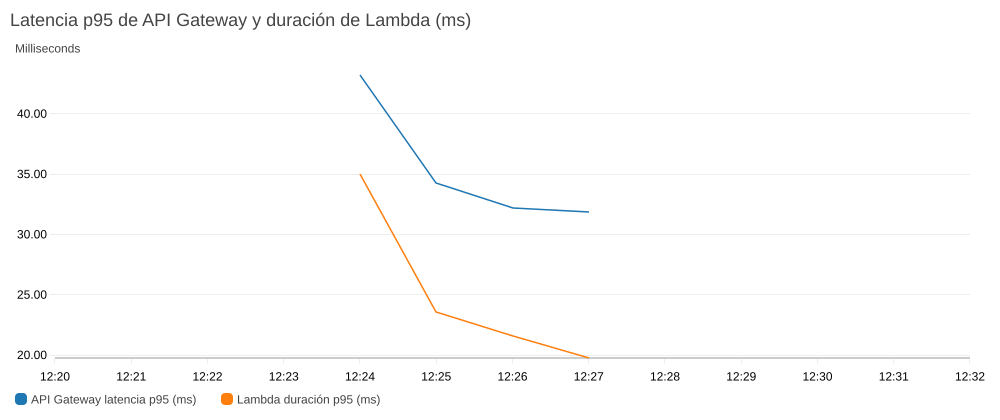 Latencia p95 de API Gateway y duración de Lambda (ms)
Milliseconds
40.00
35.00
30.00
25.00
20.00
12:20 12:21 12:22 12:23 12:24 12:25 12:26 12:27 12:28 12:29 12:30 12:31 12:32
API Gateway latencia p95 (ms) Lambda duración p95 (ms)